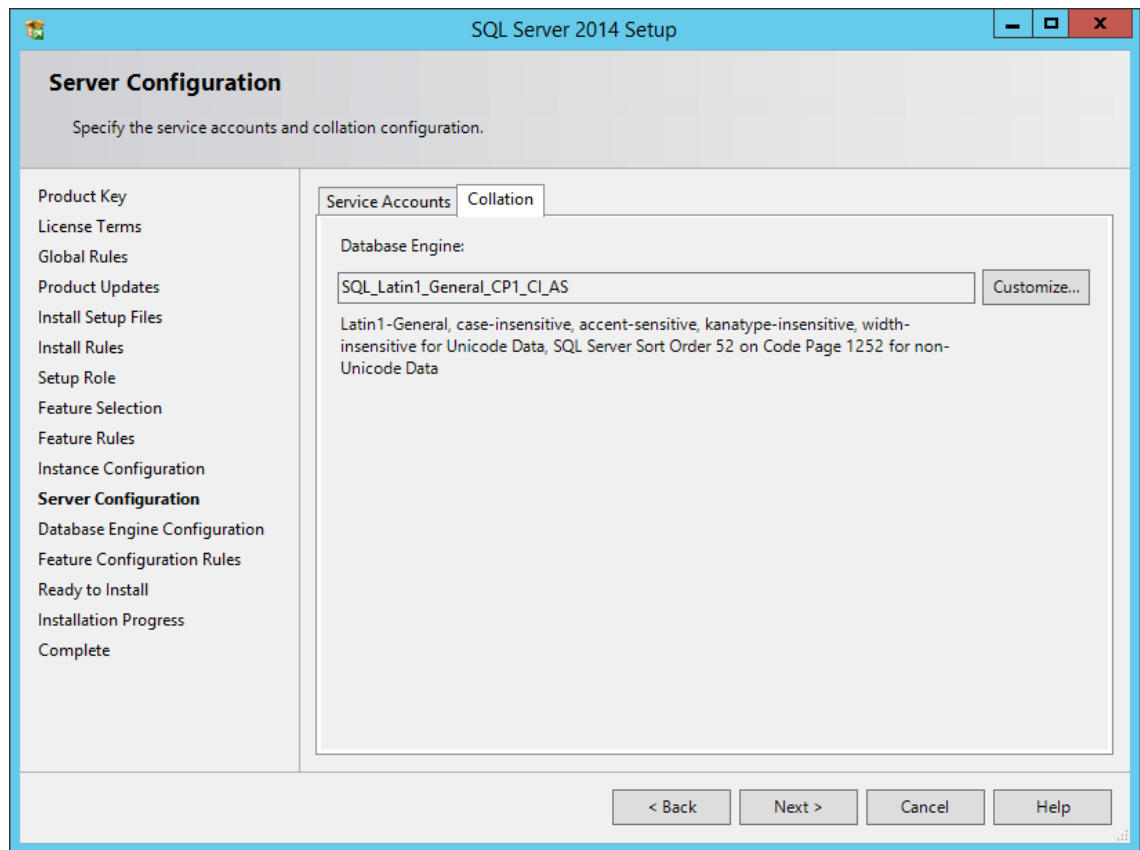 SQL Server 2014 Setup
Server Configuration
Specify the service accounts and collation configuration.
Product Key
License Terms
Global Rules
Product Updates
Install Setup Files
Install Rules
Setup Role
Feature Selection
Feature Rules
Instance Configuration
Server Configuration
Database Engine Configuration
Feature Configuration Rules
Ready to Install
Installation Progress
Complete
Service Accounts
Collation
Database Engine:
SQL_Latin1_General_CP1_CI_AS
Customize...
Latin1-General, case-insensitive, accent-sensitive, kanatype-insensitive, width-
insensitive for Unicode Data, SQL Server Sort Order 52 on Code Page 1252 for non-
Unicode Data
< Back
Next >
Cancel
Help